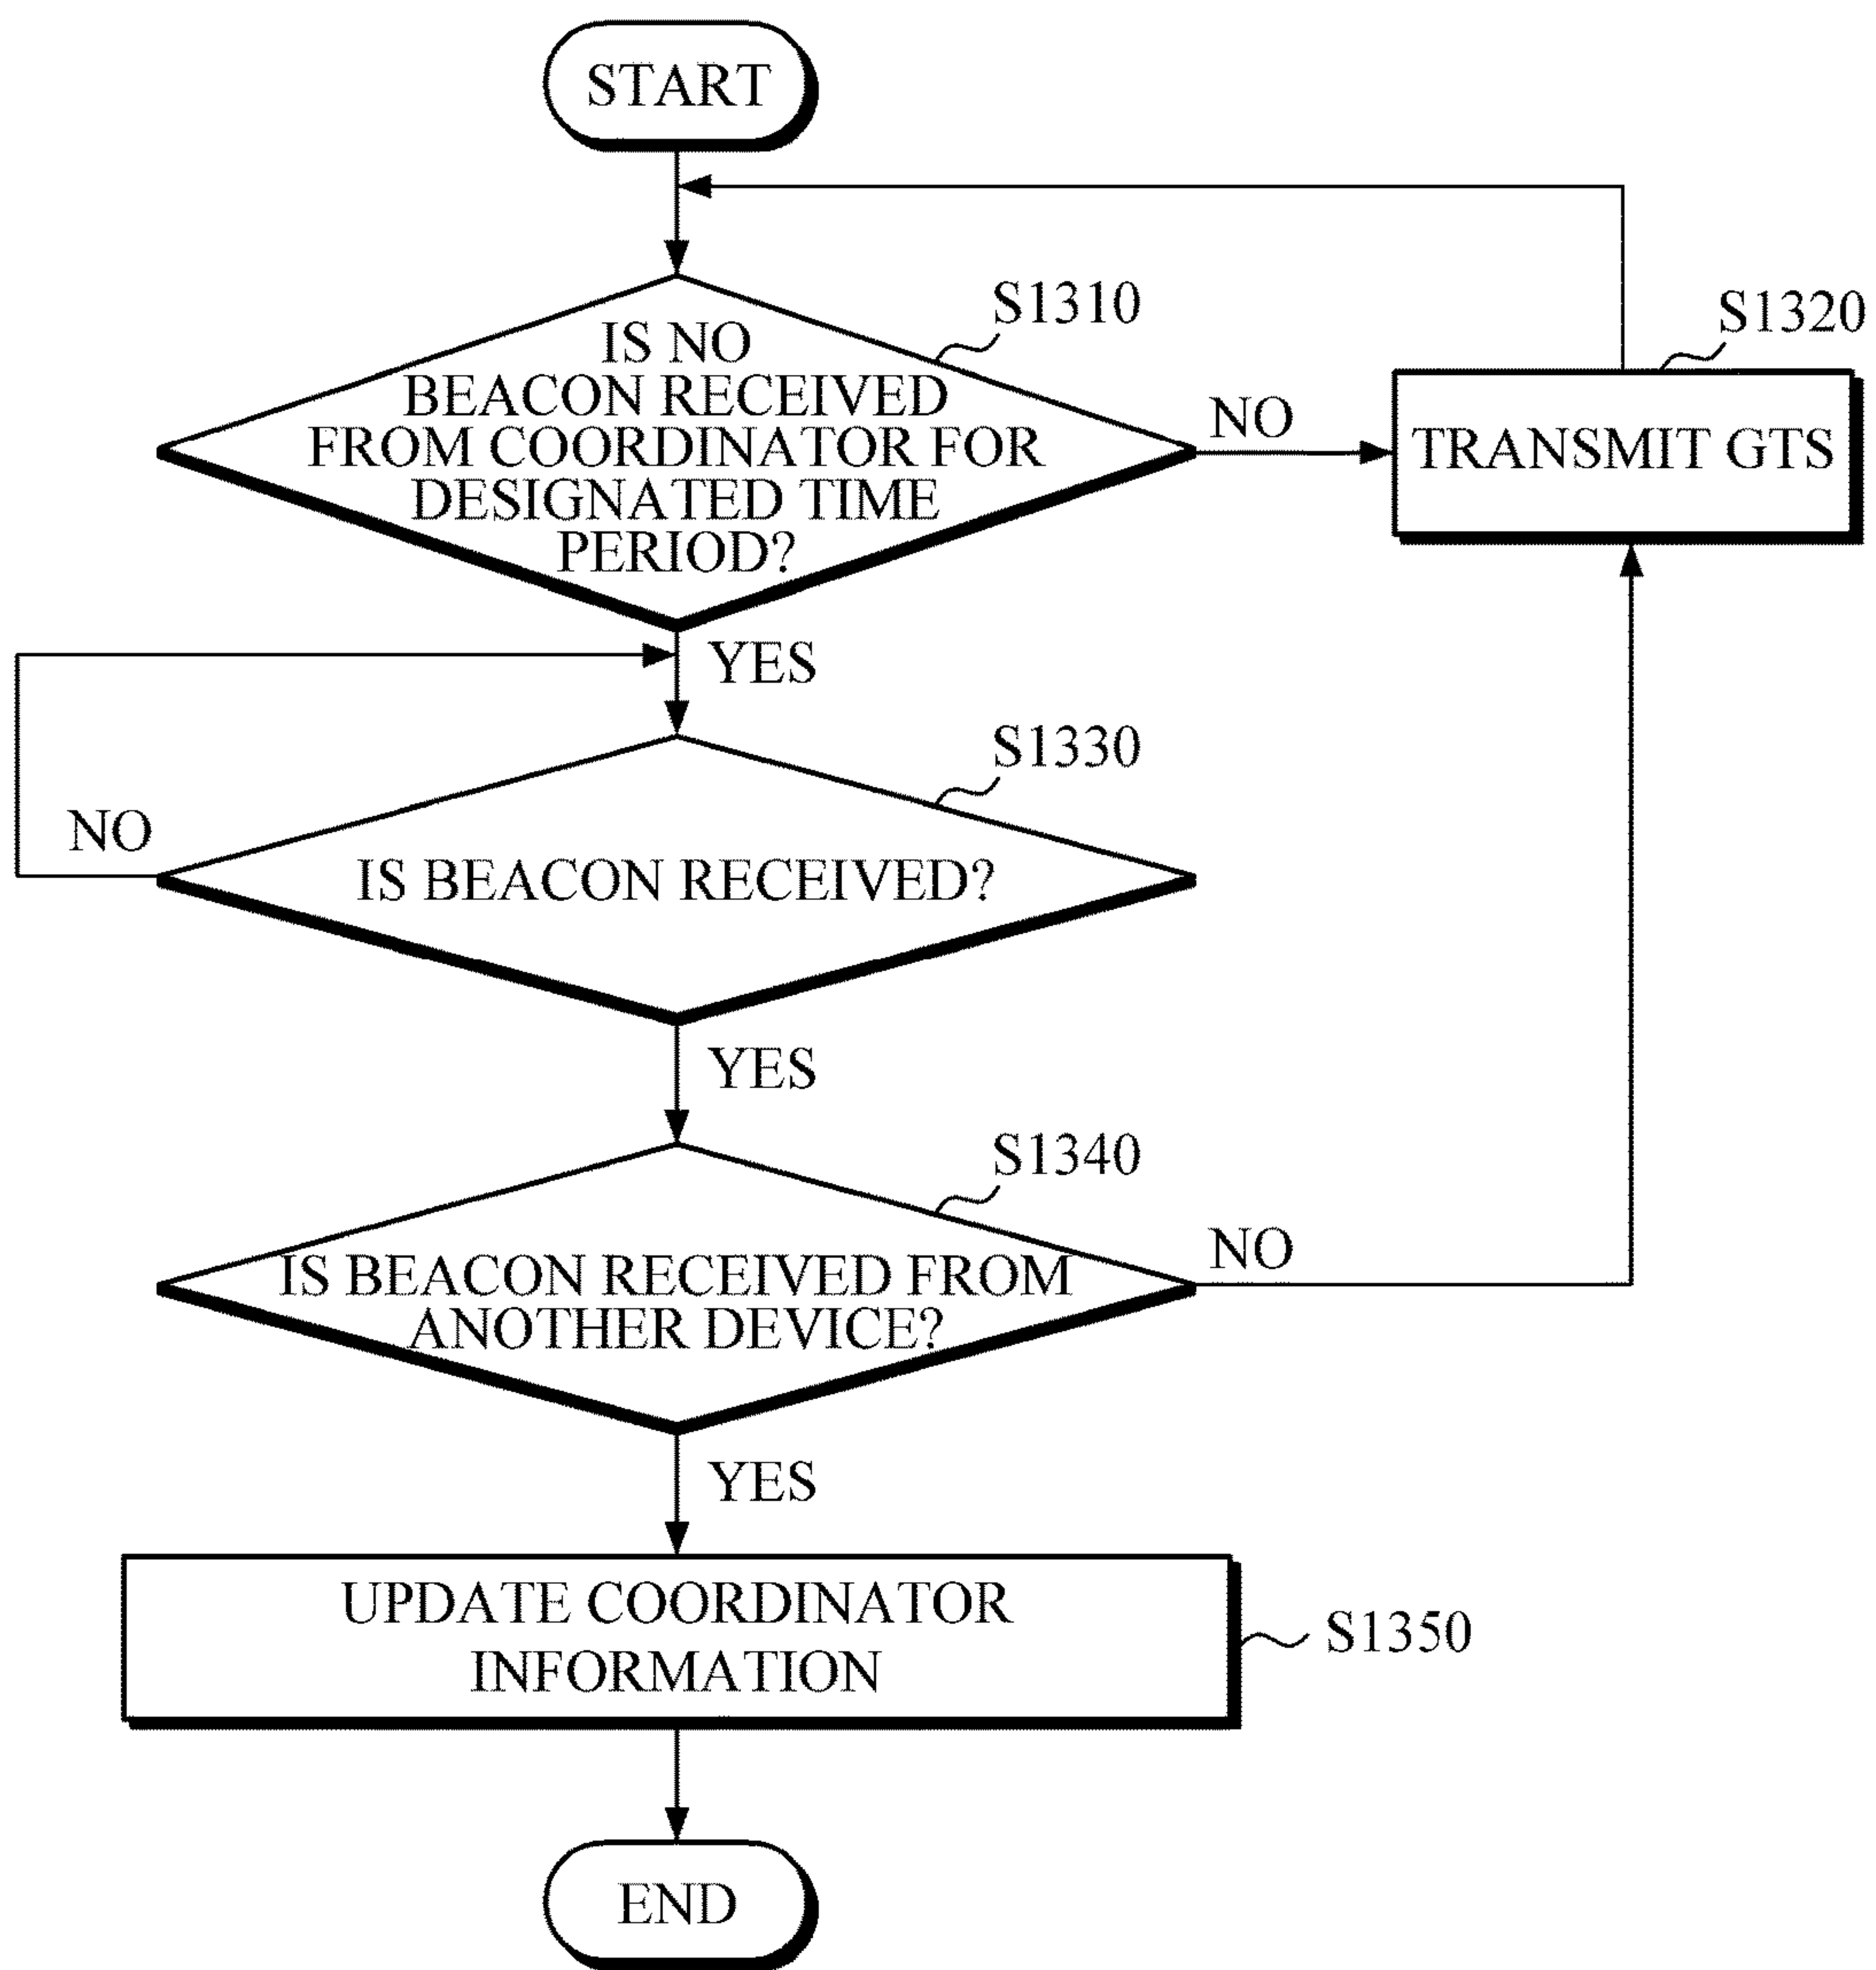 START
S1310
S1320
IS NO
BEACON RECEIVED
FROM COORDINATOR FOR
DESIGNATED TIME
PERIOD?
NO
TRANSMIT GTS
YES
S1330
NO
IS BEACON RECEIVED?
YES
S1340
IS BEACON RECEIVED FROM
ANOTHER DEVICE?
NO
YES
UPDATE COORDINATOR
INFORMATION
S1350
END